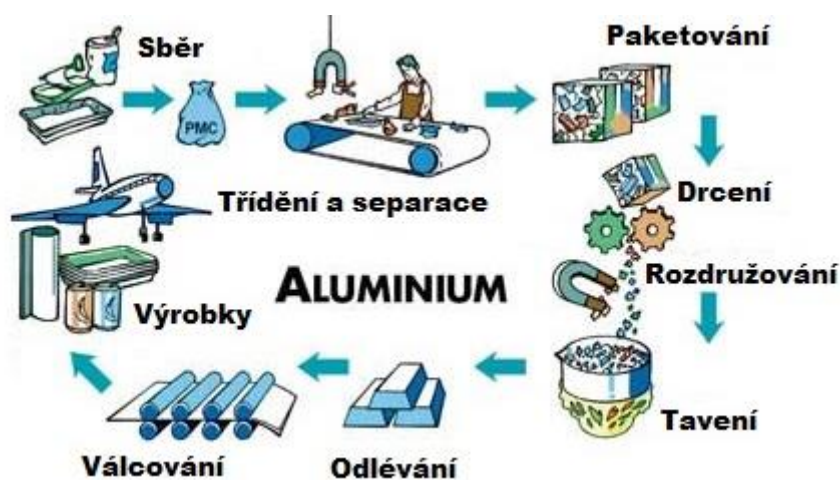 Sběr
PMC
Třídění a separace
Paketování
Drcení
Rozdružování
Tavení
Odlévání
Válcování
Výrobky
ALUMINIUM